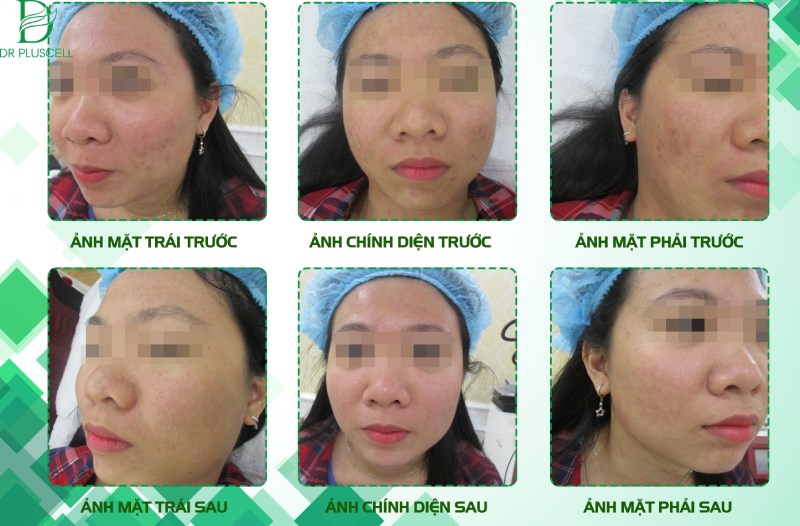 DR PLUSCELL
ẢNH MẶT TRÁI TRƯỚC
ẢNH CHÍNH DIỆN TRƯỚC
ẢNH MẶT PHẢI TRƯỚC
ẢNH MẶT TRÁI SAU
ẢNH CHÍNH DIỆN SAU
ẢNH MẶT PHẢI SAU